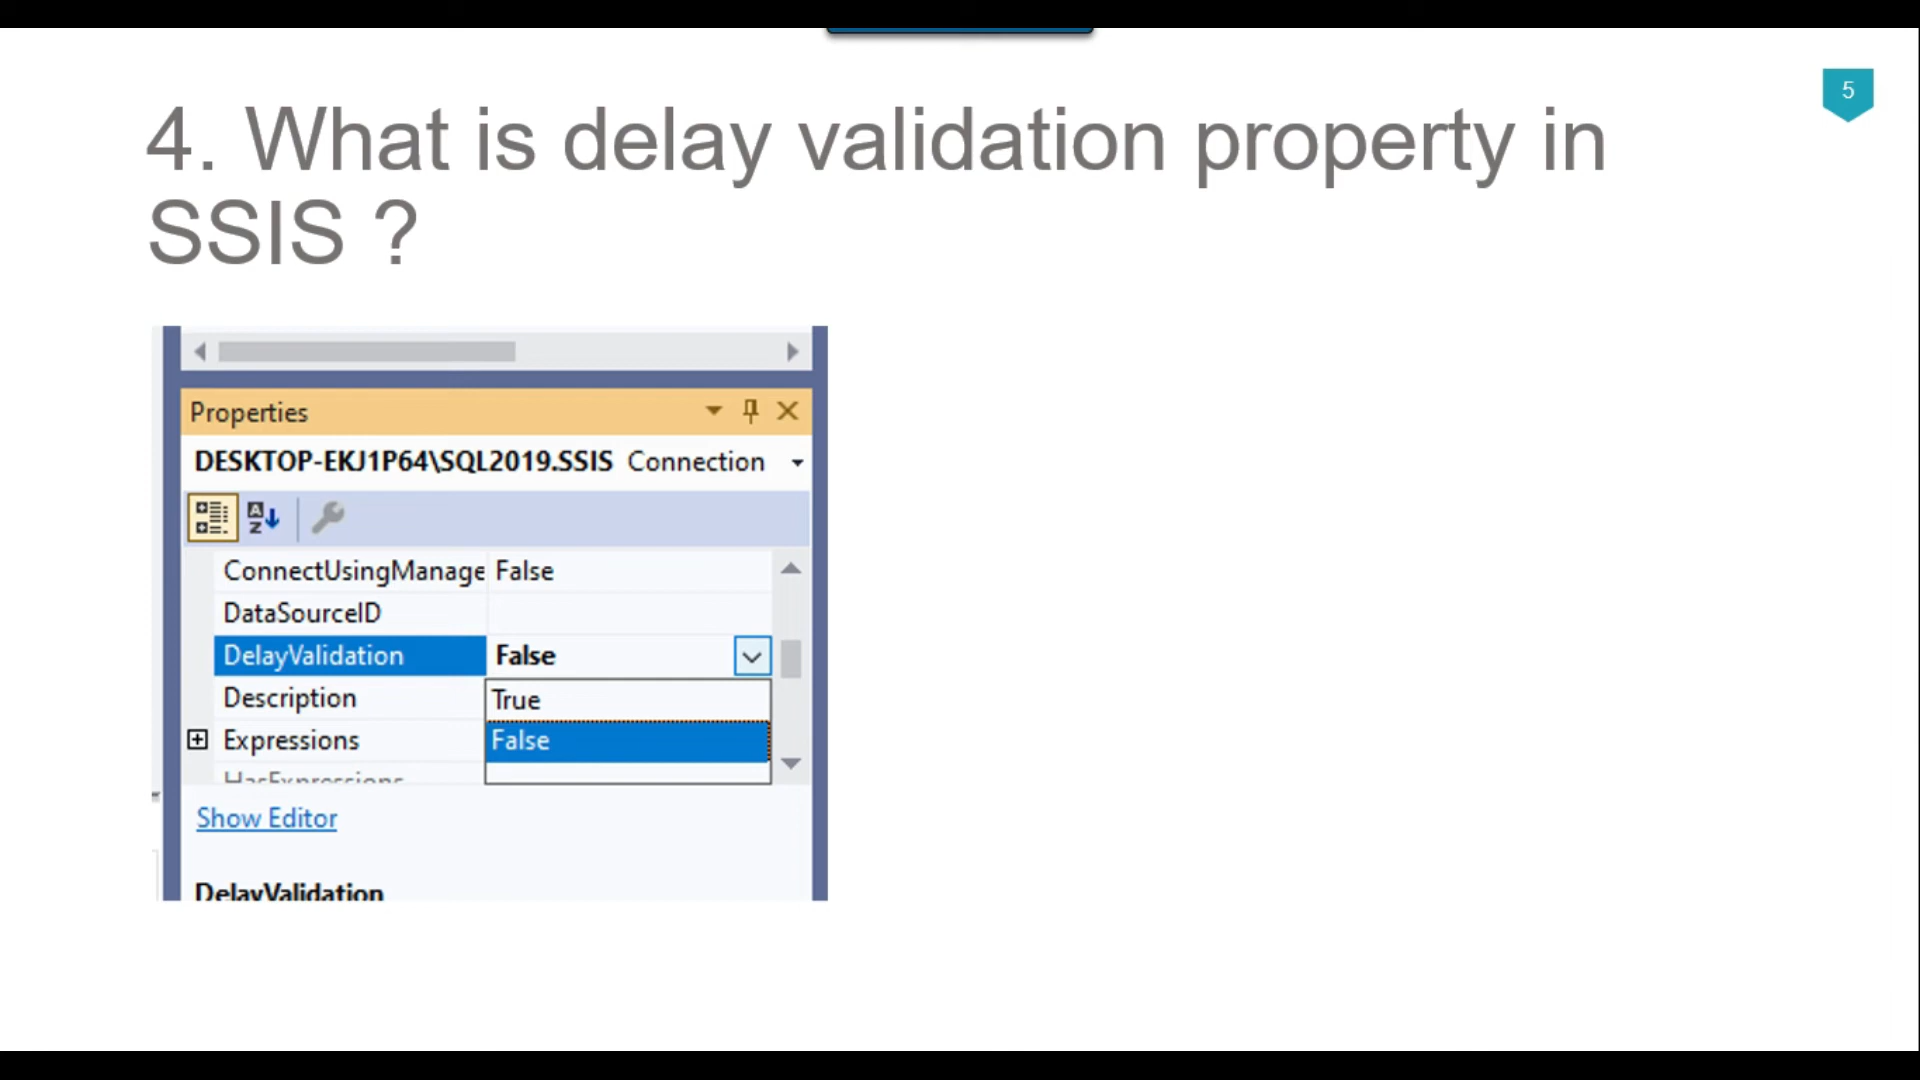 5
4. What is delay validation property in
SSIS ?
Properties
DESKTOP-EKJ1P64\SQL2019.SSIS Connection
ConnectUsingManage False
DataSourceID
DelayValidation False
Description True
Expressions False
HasExpressions
Show Editor
DelayValidation